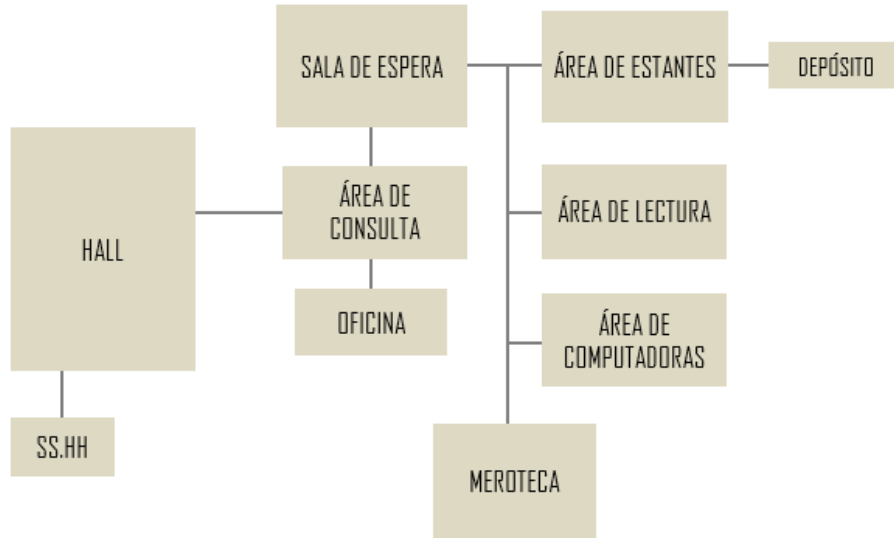 SALA DE ESPERA
ÁREA DE ESTANTES
DEPÓSITO
HALL
ÁREA DE
CONSULTA
ÁREA DE LECTURA
OFICINA
ÁREA DE
COMPUTADORAS
SS.HH
MEROTECA